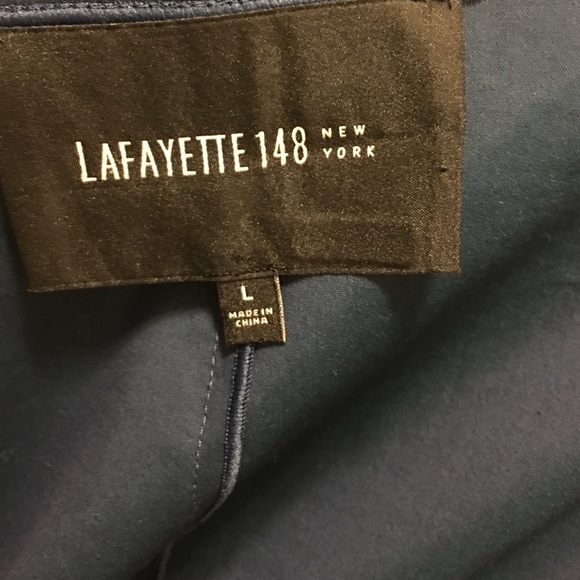 LAFAYETTE 148 NEW YORK
L
MADE IN
CHINA